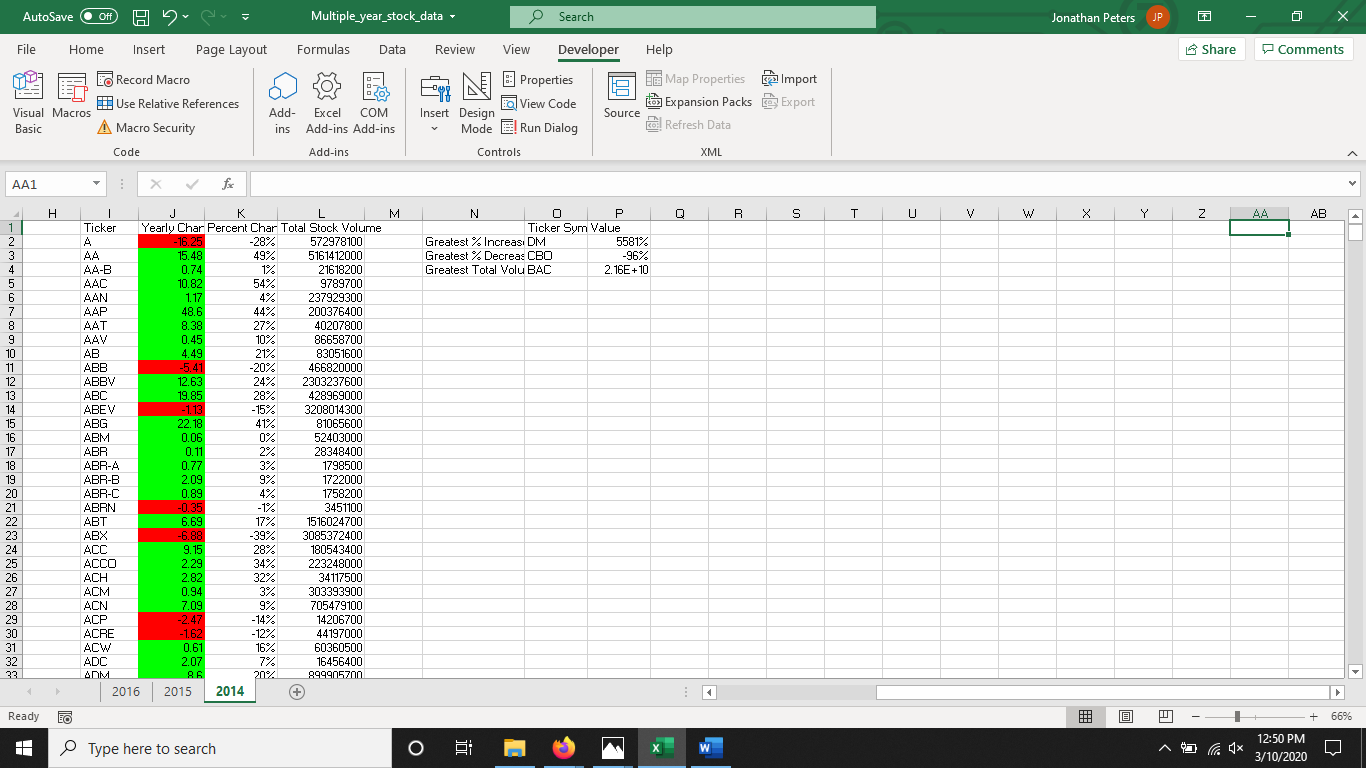 AutoSave Off Multiple_year_stock_data Search Jonathan Peters JP
File Home Insert Page Layout Formulas Data Review View Developer Help Share Comments
Visual Basic
Macros
Record Macro
Use Relative References
Macro Security
Code
Add-ins
Excel Add-ins
COM Add-ins
Add-ins
Insert
Design Mode
Properties
View Code
Run Dialog
Controls
Source
Map Properties
Expansion Packs
Refresh Data
Import
Export
XML
AA1 fx
H I J K L M N O P Q R S T U V W X Y Z AA AB
1 Ticker Yearly Char Percent Char Total Stock Volume Ticker Sym Value
2 A -16.25 -28% 572978100 Greatest % Increase DM 5581%
3 AA 15.48 49% 5161412000 Greatest % Decreas CBO -96%
4 AA-B 0.74 1% 21618200 Greatest Total Volu BAC 2.16E+10
5 AAC 10.82 54% 9789700
6 AAN 1.17 4% 237929300
7 AAP 48.6 44% 200376400
8 AAT 8.38 27% 40207800
9 AAV 0.45 10% 86658700
10 AB 4.49 21% 83051600
11 ABB -5.41 -20% 466820000
12 ABBV 12.63 24% 2303237600
13 ABC 19.85 28% 428969000
14 ABEV -1.13 -15% 3208014300
15 ABG 22.18 41% 81065600
16 ABM 0.06 0% 52403000
17 ABR 0.11 2% 28348400
18 ABR-A 0.77 3% 1798500
19 ABR-B 2.09 9% 1722000
20 ABR-C 0.89 4% 1758200
21 ABRN -0.35 -1% 3451100
22 ABT 6.69 17% 1516024700
23 ABX -6.88 -39% 3085372400
24 ACC 9.15 28% 180543400
25 ACCO 2.29 34% 223248000
26 ACH 2.82 32% 34117500
27 ACM 0.94 3% 303393900
28 ACN 7.09 9% 705479100
29 ACP -2.47 -14% 14206700
30 ACRE -1.62 -12% 44197000
31 ACW 0.61 16% 60360500
32 ADC 2.07 7% 16456400
33 ADM 8.6 20% 899905700
2016 2015 2014
Ready 66%
Type here to search
12:50 PM
3/10/2020